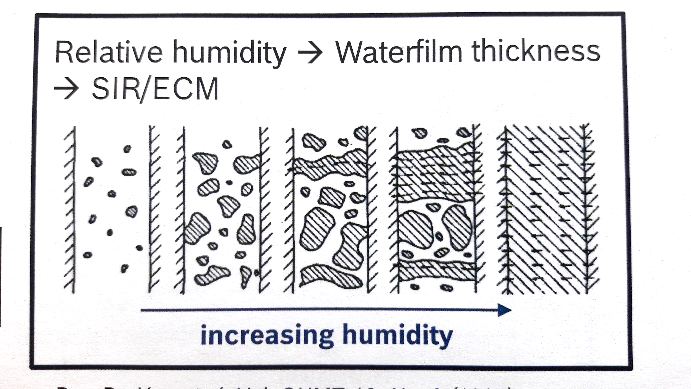 Relative humidity → Waterfilm thickness
→ SIR/ECM
increasing humidity